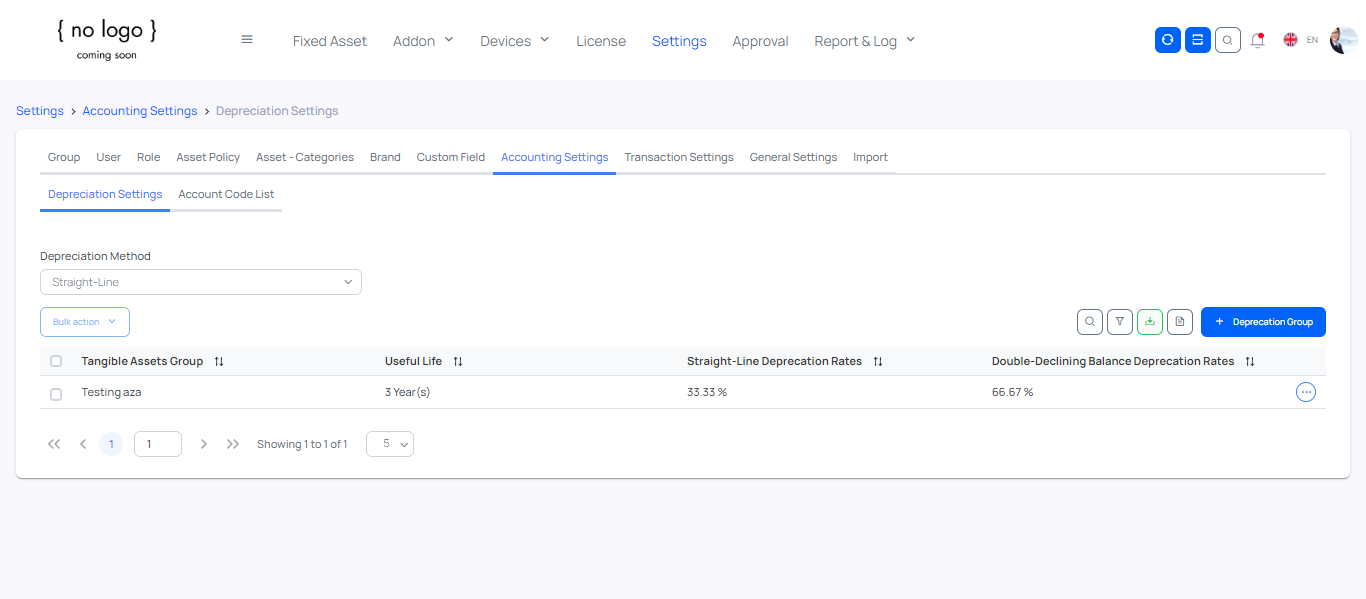 { no logo }
coming soon
Fixed Asset Addon Devices License Settings Approval Report & Log EN
Settings > Accounting Settings > Depreciation Settings
Group User Role Asset Policy Asset - Categories Brand Custom Field Accounting Settings Transaction Settings General Settings Import
Depreciation Settings Account Code List
Depreciation Method
Straight-Line
Bulk action + Deprecation Group
Tangible Assets Group Useful Life Straight-Line Deprecation Rates Double-Declining Balance Deprecation Rates
Testing aza 3 Year(s) 33.33 % 66.67 %
1 1 Showing 1 to 1 of 1 5